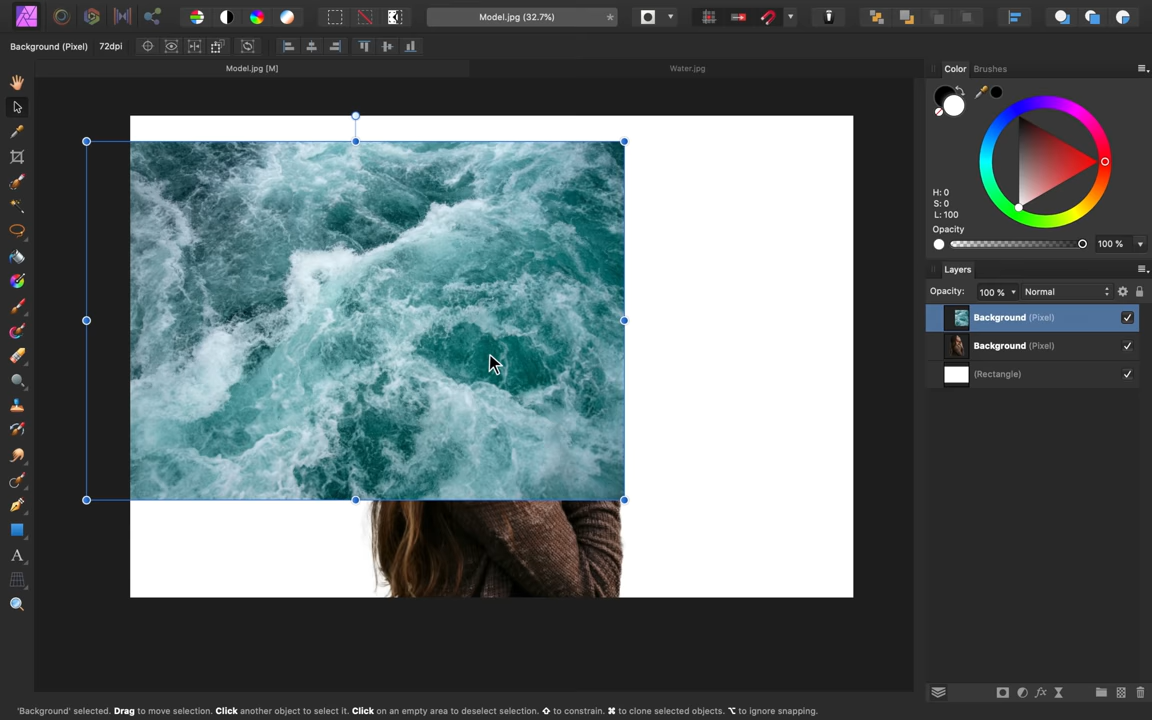 Model.jpg (32.7%)
Background (Pixel) 72dpi
Model.jpg [M] Water.jpg
Color Brushes
H: 0
S: 0
L: 100
Opacity
100 %
Layers
Opacity: 100 % Normal
Background (Pixel)
Background (Pixel)
(Rectangle)
A
'Background' selected. Drag to move selection. Click another object to select it. Click on an empty area to deselect selection. ⇧ to constrain. ⌘ to clone selected objects. ⌥ to ignore snapping.